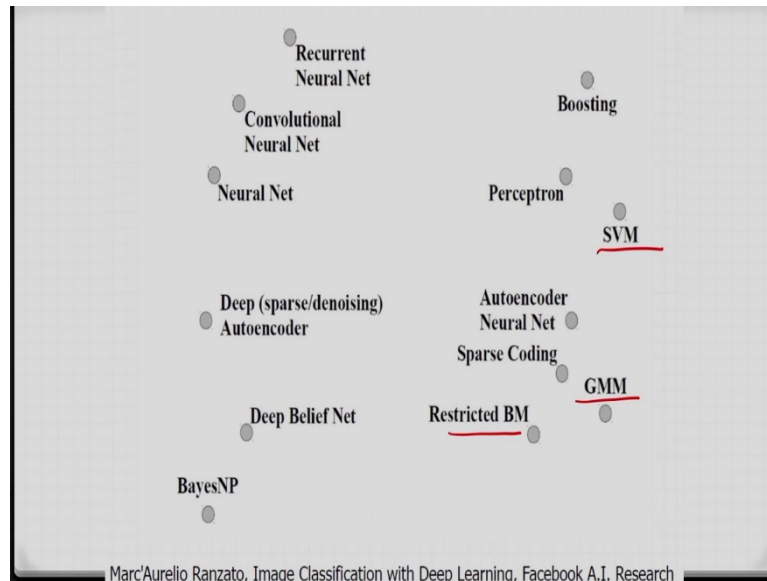 Recurrent
Neural Net
Boosting
Convolutional
Neural Net
Neural Net
Perceptron
SVM
Deep (sparse/denoising)
Autoencoder
Autoencoder
Neural Net
Sparse Coding
GMM
Deep Belief Net
Restricted BM
BayesNP
Marc'Aurelio Ranzato, Image Classification with Deep Learning, Facebook A.I. Research